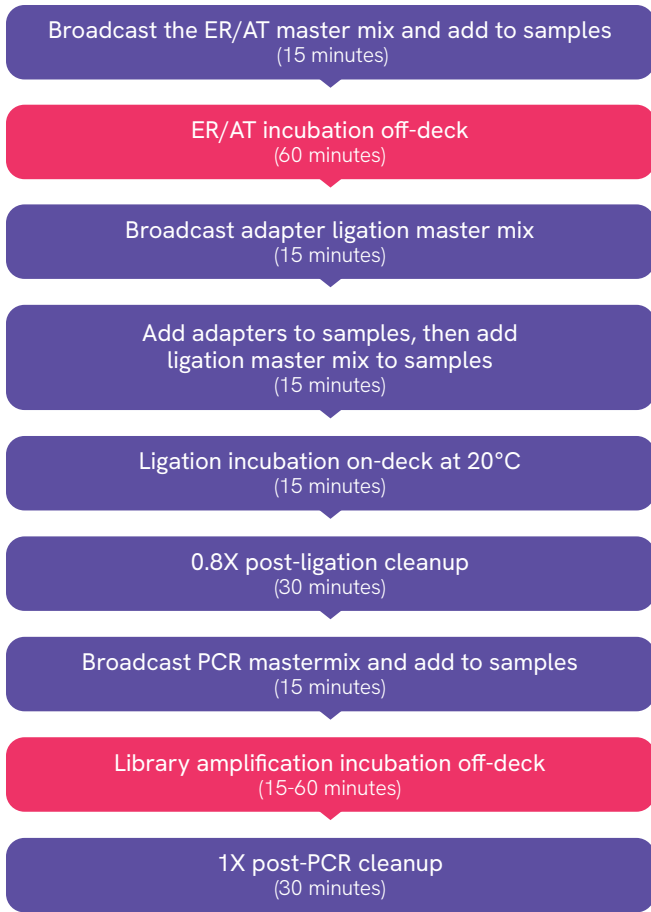 Broadcast the ER/AT master mix and add to samples
(15 minutes)
ER/AT incubation off-deck
(60 minutes)
Broadcast adapter ligation master mix
(15 minutes)
Add adapters to samples, then add
ligation master mix to samples
(15 minutes)
Ligation incubation on-deck at 20°C
(15 minutes)
0.8X post-ligation cleanup
(30 minutes)
Broadcast PCR mastermix and add to samples
(15 minutes)
Library amplification incubation off-deck
(15-60 minutes)
1X post-PCR cleanup
(30 minutes)